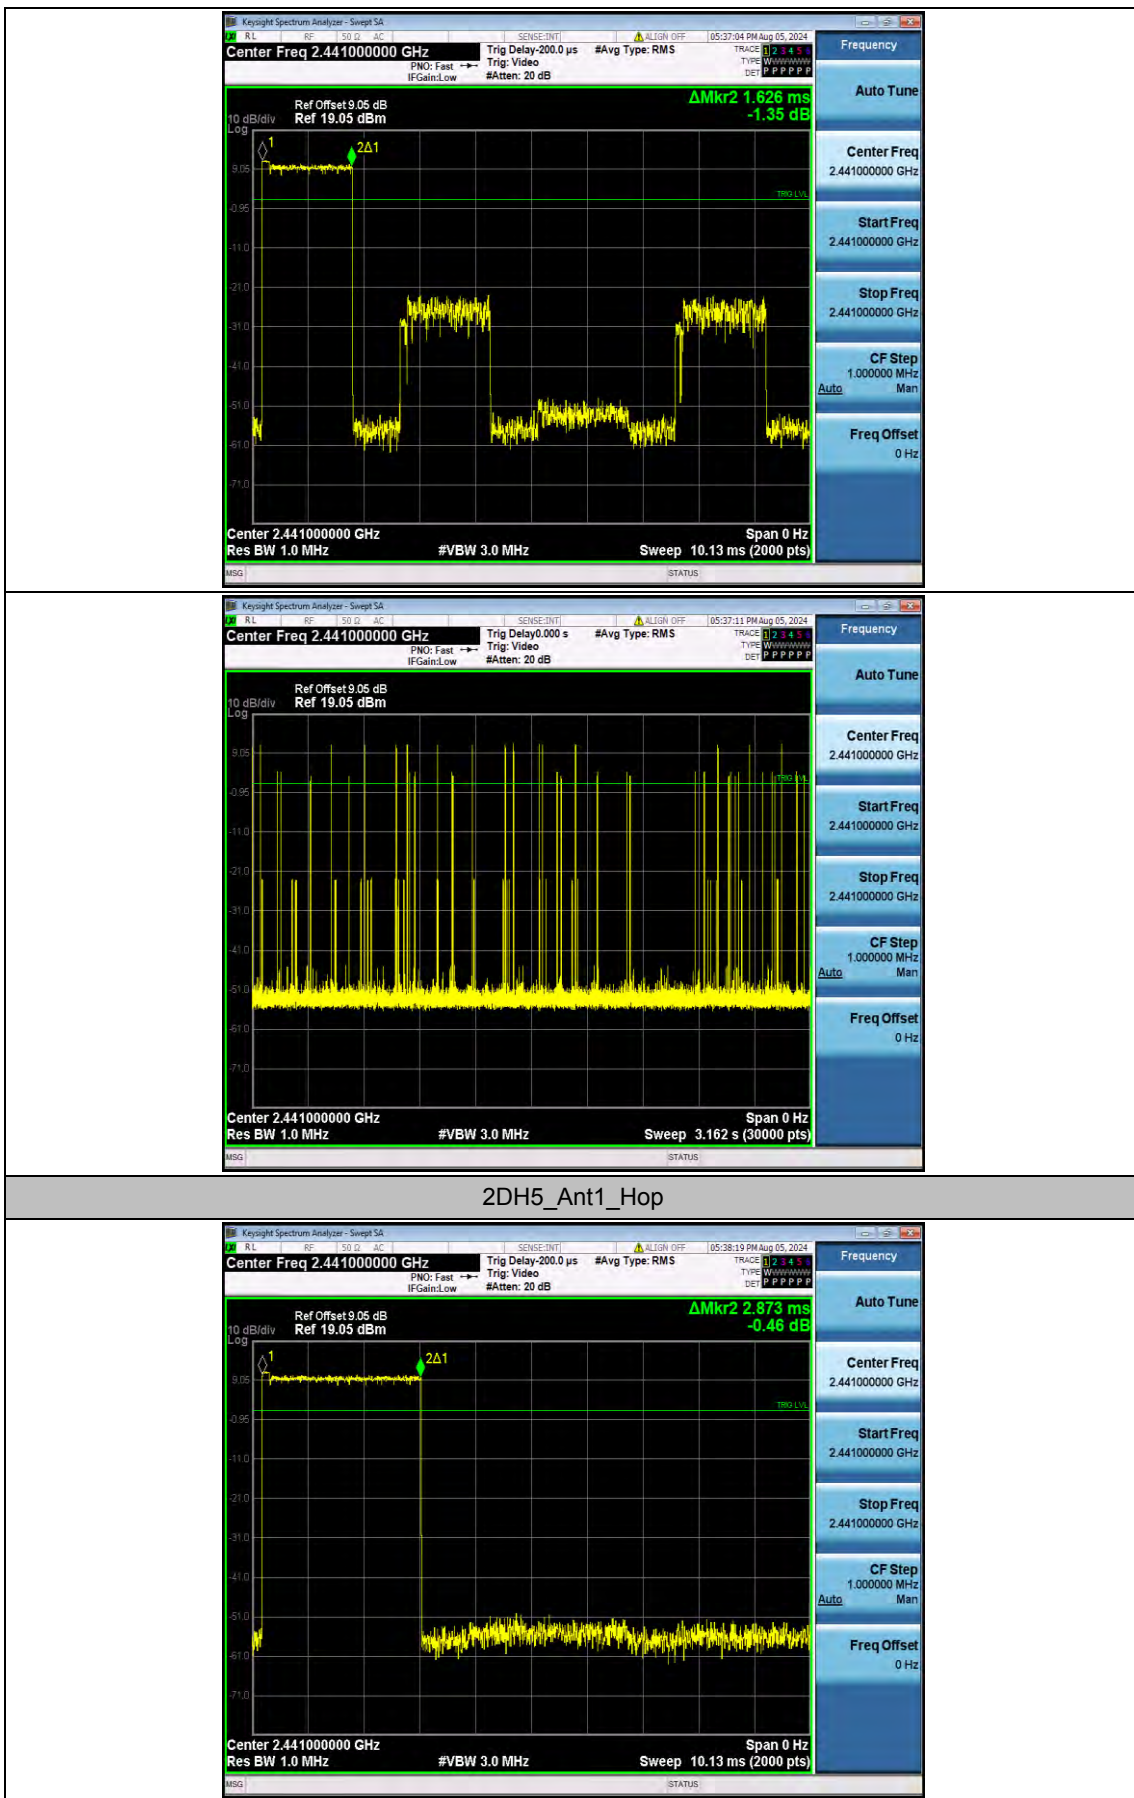 Keysight Spectrum Analyzer - Swept SA
RL RF 50 Ω AC SENSE:INT ALIGN OFF 05:37:04 PM Aug 05, 2024
Center Freq 2.441000000 GHz
PNO: Fast
IFGain:Low
Trig Delay-200.0 µs
Trig: Video
#Atten: 20 dB
#Avg Type: RMS
TRACE 1 2 3 4 5 6
TYPE W
DET P P P P P P
Frequency
Auto Tune
Center Freq
2.441000000 GHz
Start Freq
2.441000000 GHz
Stop Freq
2.441000000 GHz
CF Step
1.000000 MHz
Auto Man
Freq Offset
0 Hz
ΔMkr2 1.626 ms
-1.35 dB
Ref Offset 9.05 dB
10 dB/div Ref 19.05 dBm
Log
1
2Δ1
9.05
TRIG LVL
-0.95
-11.0
-21.0
-31.0
-41.0
-51.0
-61.0
-71.0
Center 2.441000000 GHz Span 0 Hz
Res BW 1.0 MHz #VBW 3.0 MHz Sweep 10.13 ms (2000 pts)
MSG STATUS
Keysight Spectrum Analyzer - Swept SA
RL RF 50 Ω AC SENSE:INT ALIGN OFF 05:37:11 PM Aug 05, 2024
Center Freq 2.441000000 GHz
PNO: Fast
IFGain:Low
Trig Delay0.000 s
Trig: Video
#Atten: 20 dB
#Avg Type: RMS
TRACE 1 2 3 4 5 6
TYPE W
DET P P P P P P
Frequency
Auto Tune
Center Freq
2.441000000 GHz
Start Freq
2.441000000 GHz
Stop Freq
2.441000000 GHz
CF Step
1.000000 MHz
Auto Man
Freq Offset
0 Hz
Ref Offset 9.05 dB
10 dB/div Ref 19.05 dBm
Log
9.05
TRIG LVL
-0.95
-11.0
-21.0
-31.0
-41.0
-51.0
-61.0
-71.0
Center 2.441000000 GHz Span 0 Hz
Res BW 1.0 MHz #VBW 3.0 MHz Sweep 3.162 s (30000 pts)
MSG STATUS
2DH5_Ant1_Hop
Keysight Spectrum Analyzer - Swept SA
RL RF 50 Ω AC SENSE:INT ALIGN OFF 05:38:19 PM Aug 05, 2024
Center Freq 2.441000000 GHz
PNO: Fast
IFGain:Low
Trig Delay-200.0 µs
Trig: Video
#Atten: 20 dB
#Avg Type: RMS
TRACE 1 2 3 4 5 6
TYPE W
DET P P P P P P
Frequency
Auto Tune
Center Freq
2.441000000 GHz
Start Freq
2.441000000 GHz
Stop Freq
2.441000000 GHz
CF Step
1.000000 MHz
Auto Man
Freq Offset
0 Hz
ΔMkr2 2.873 ms
-0.46 dB
Ref Offset 9.05 dB
10 dB/div Ref 19.05 dBm
Log
1
2Δ1
9.05
TRIG LVL
-0.95
-11.0
-21.0
-31.0
-41.0
-51.0
-61.0
-71.0
Center 2.441000000 GHz Span 0 Hz
Res BW 1.0 MHz #VBW 3.0 MHz Sweep 10.13 ms (2000 pts)
MSG STATUS